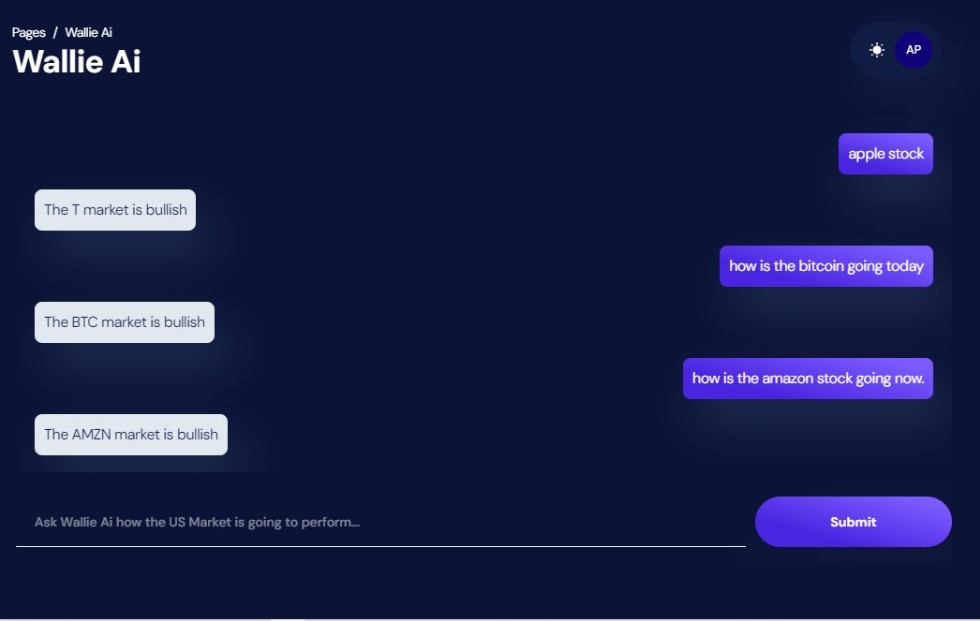 Pages / Wallie Ai
Wallie Ai
AP
apple stock
The T market is bullish
how is the bitcoin going today
The BTC market is bullish
how is the amazon stock going now.
The AMZN market is bullish
Ask Wallie Ai how the US Market is going to perform...
Submit